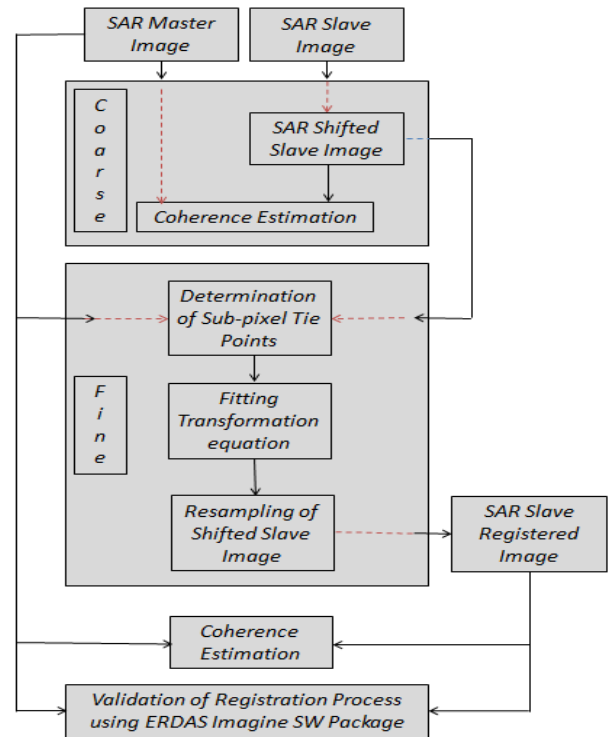 SAR Master
Image
SAR Slave
Image
C
o
a
r
s
e
SAR Shifted
Slave Image
Coherence Estimation
Determination
of Sub-pixel Tie
Points
F
i
n
e
Fitting
Transformation
equation
Resampling of
Shifted Slave
Image
SAR Slave
Registered
Image
Coherence
Estimation
Validation of Registration Process
using ERDAS Imagine SW Package